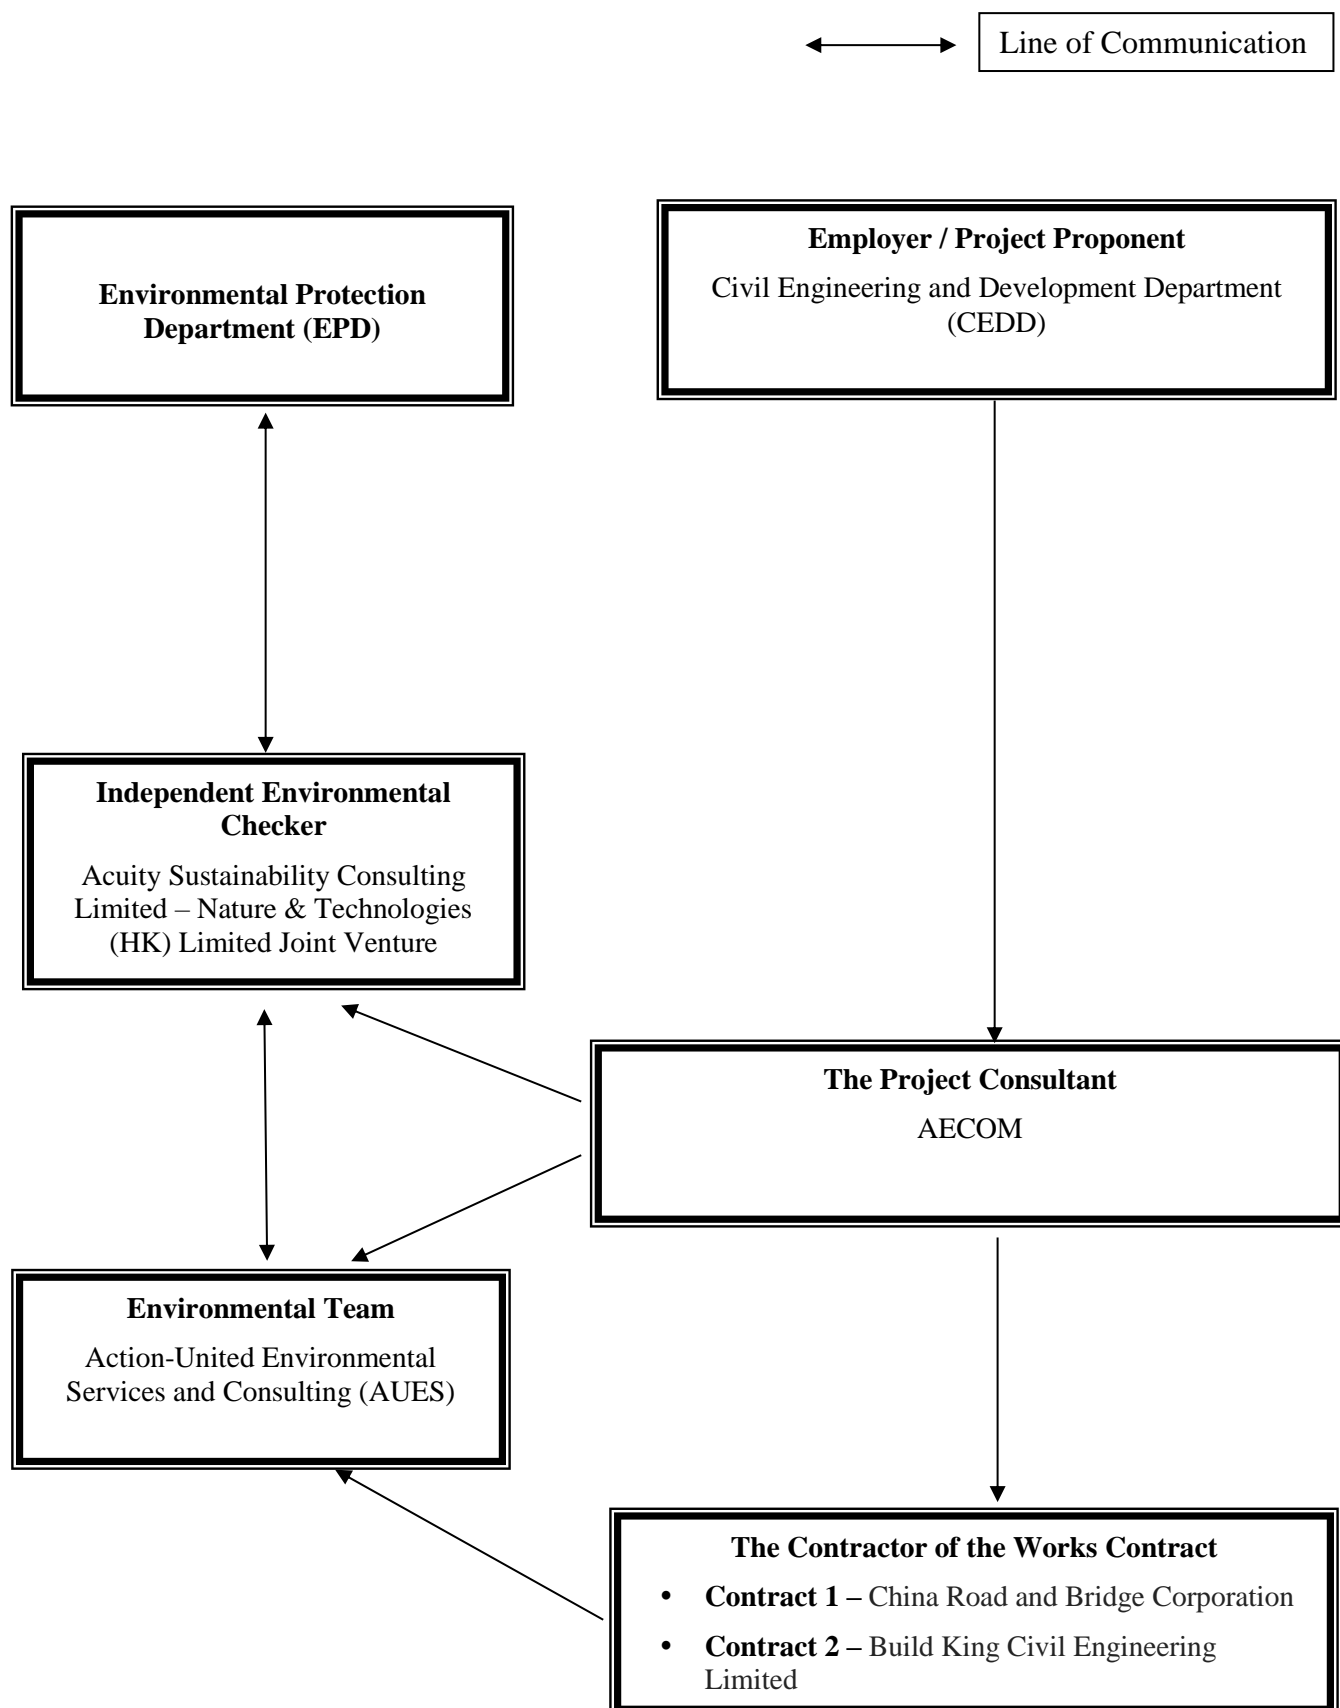 Line of Communication
Environmental Protection
Department (EPD)
Employer / Project Proponent
Civil Engineering and Development Department
(CEDD)
Independent Environmental
Checker
Acuity Sustainability Consulting
Limited – Nature & Technologies
(HK) Limited Joint Venture
The Project Consultant
AECOM
Environmental Team
Action-United Environmental
Services and Consulting (AUES)
The Contractor of the Works Contract
• Contract 1 – China Road and Bridge Corporation
• Contract 2 – Build King Civil Engineering
Limited